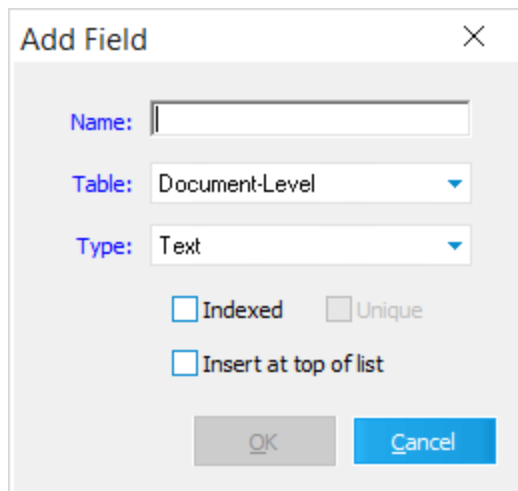 Add Field
Name:
Table: Document-Level
Type: Text
Indexed Unique
Insert at top of list
OK Cancel